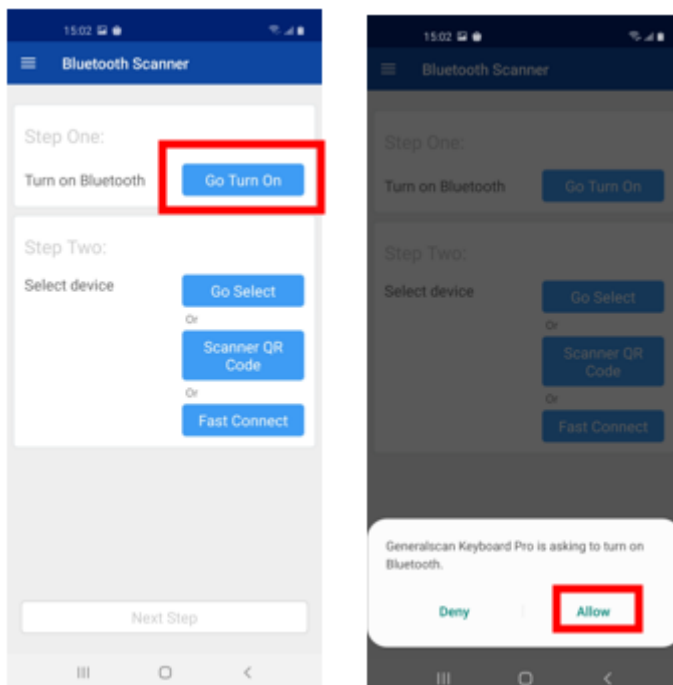 15:02
Bluetooth Scanner
Step One:
Turn on Bluetooth
Go Turn On
Step Two:
Select device
Go Select
Or
Scanner QR
Code
Or
Fast Connect
Next Step
15:02
Bluetooth Scanner
Step One:
Turn on Bluetooth
Go Turn On
Step Two:
Select device
Go Select
Or
Scanner QR
Code
Or
Fast Connect
Generalscan Keyboard Pro is asking to turn on
Bluetooth.
Deny
Allow